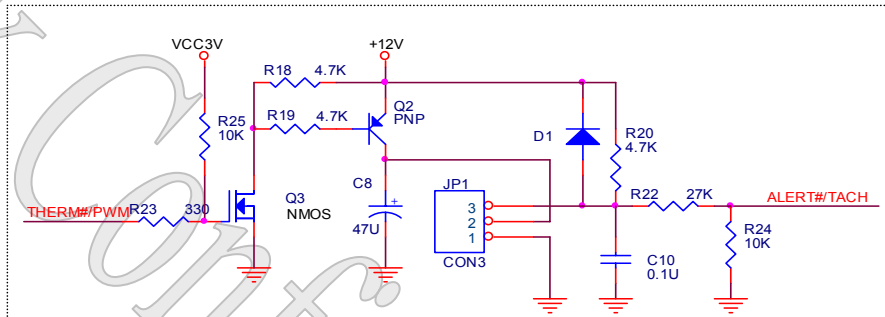 VCC3V
+12V
R18 4.7K
R19 4.7K
Q2
PNP
R25
10K
D1
R20
4.7K
C8
JP1
R22 27K
ALERT#/TACH
THERM#/PWM
R23 330
Q3
NMOS
3
2
1
47U
CON3
C10
0.1U
R24
10K
Conf